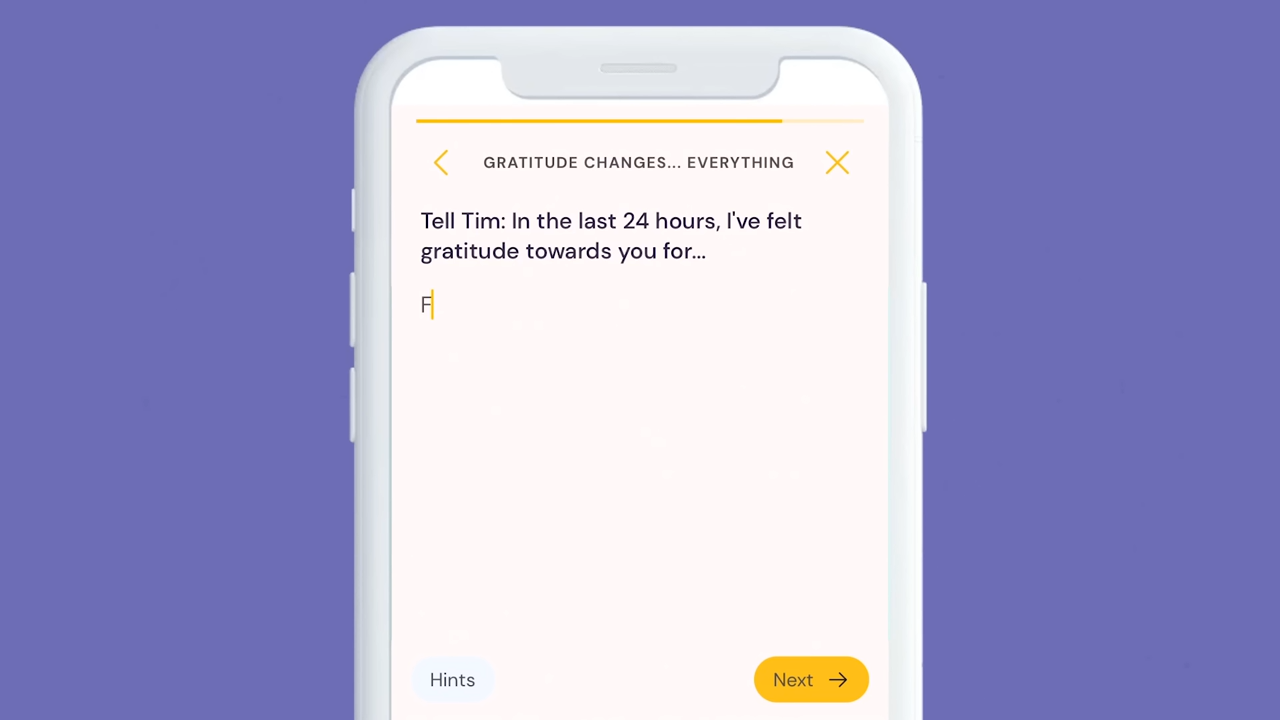 GRATITUDE CHANGES... EVERYTHING
Tell Tim: In the last 24 hours, I've felt
gratitude towards you for...
F
Hints
Next